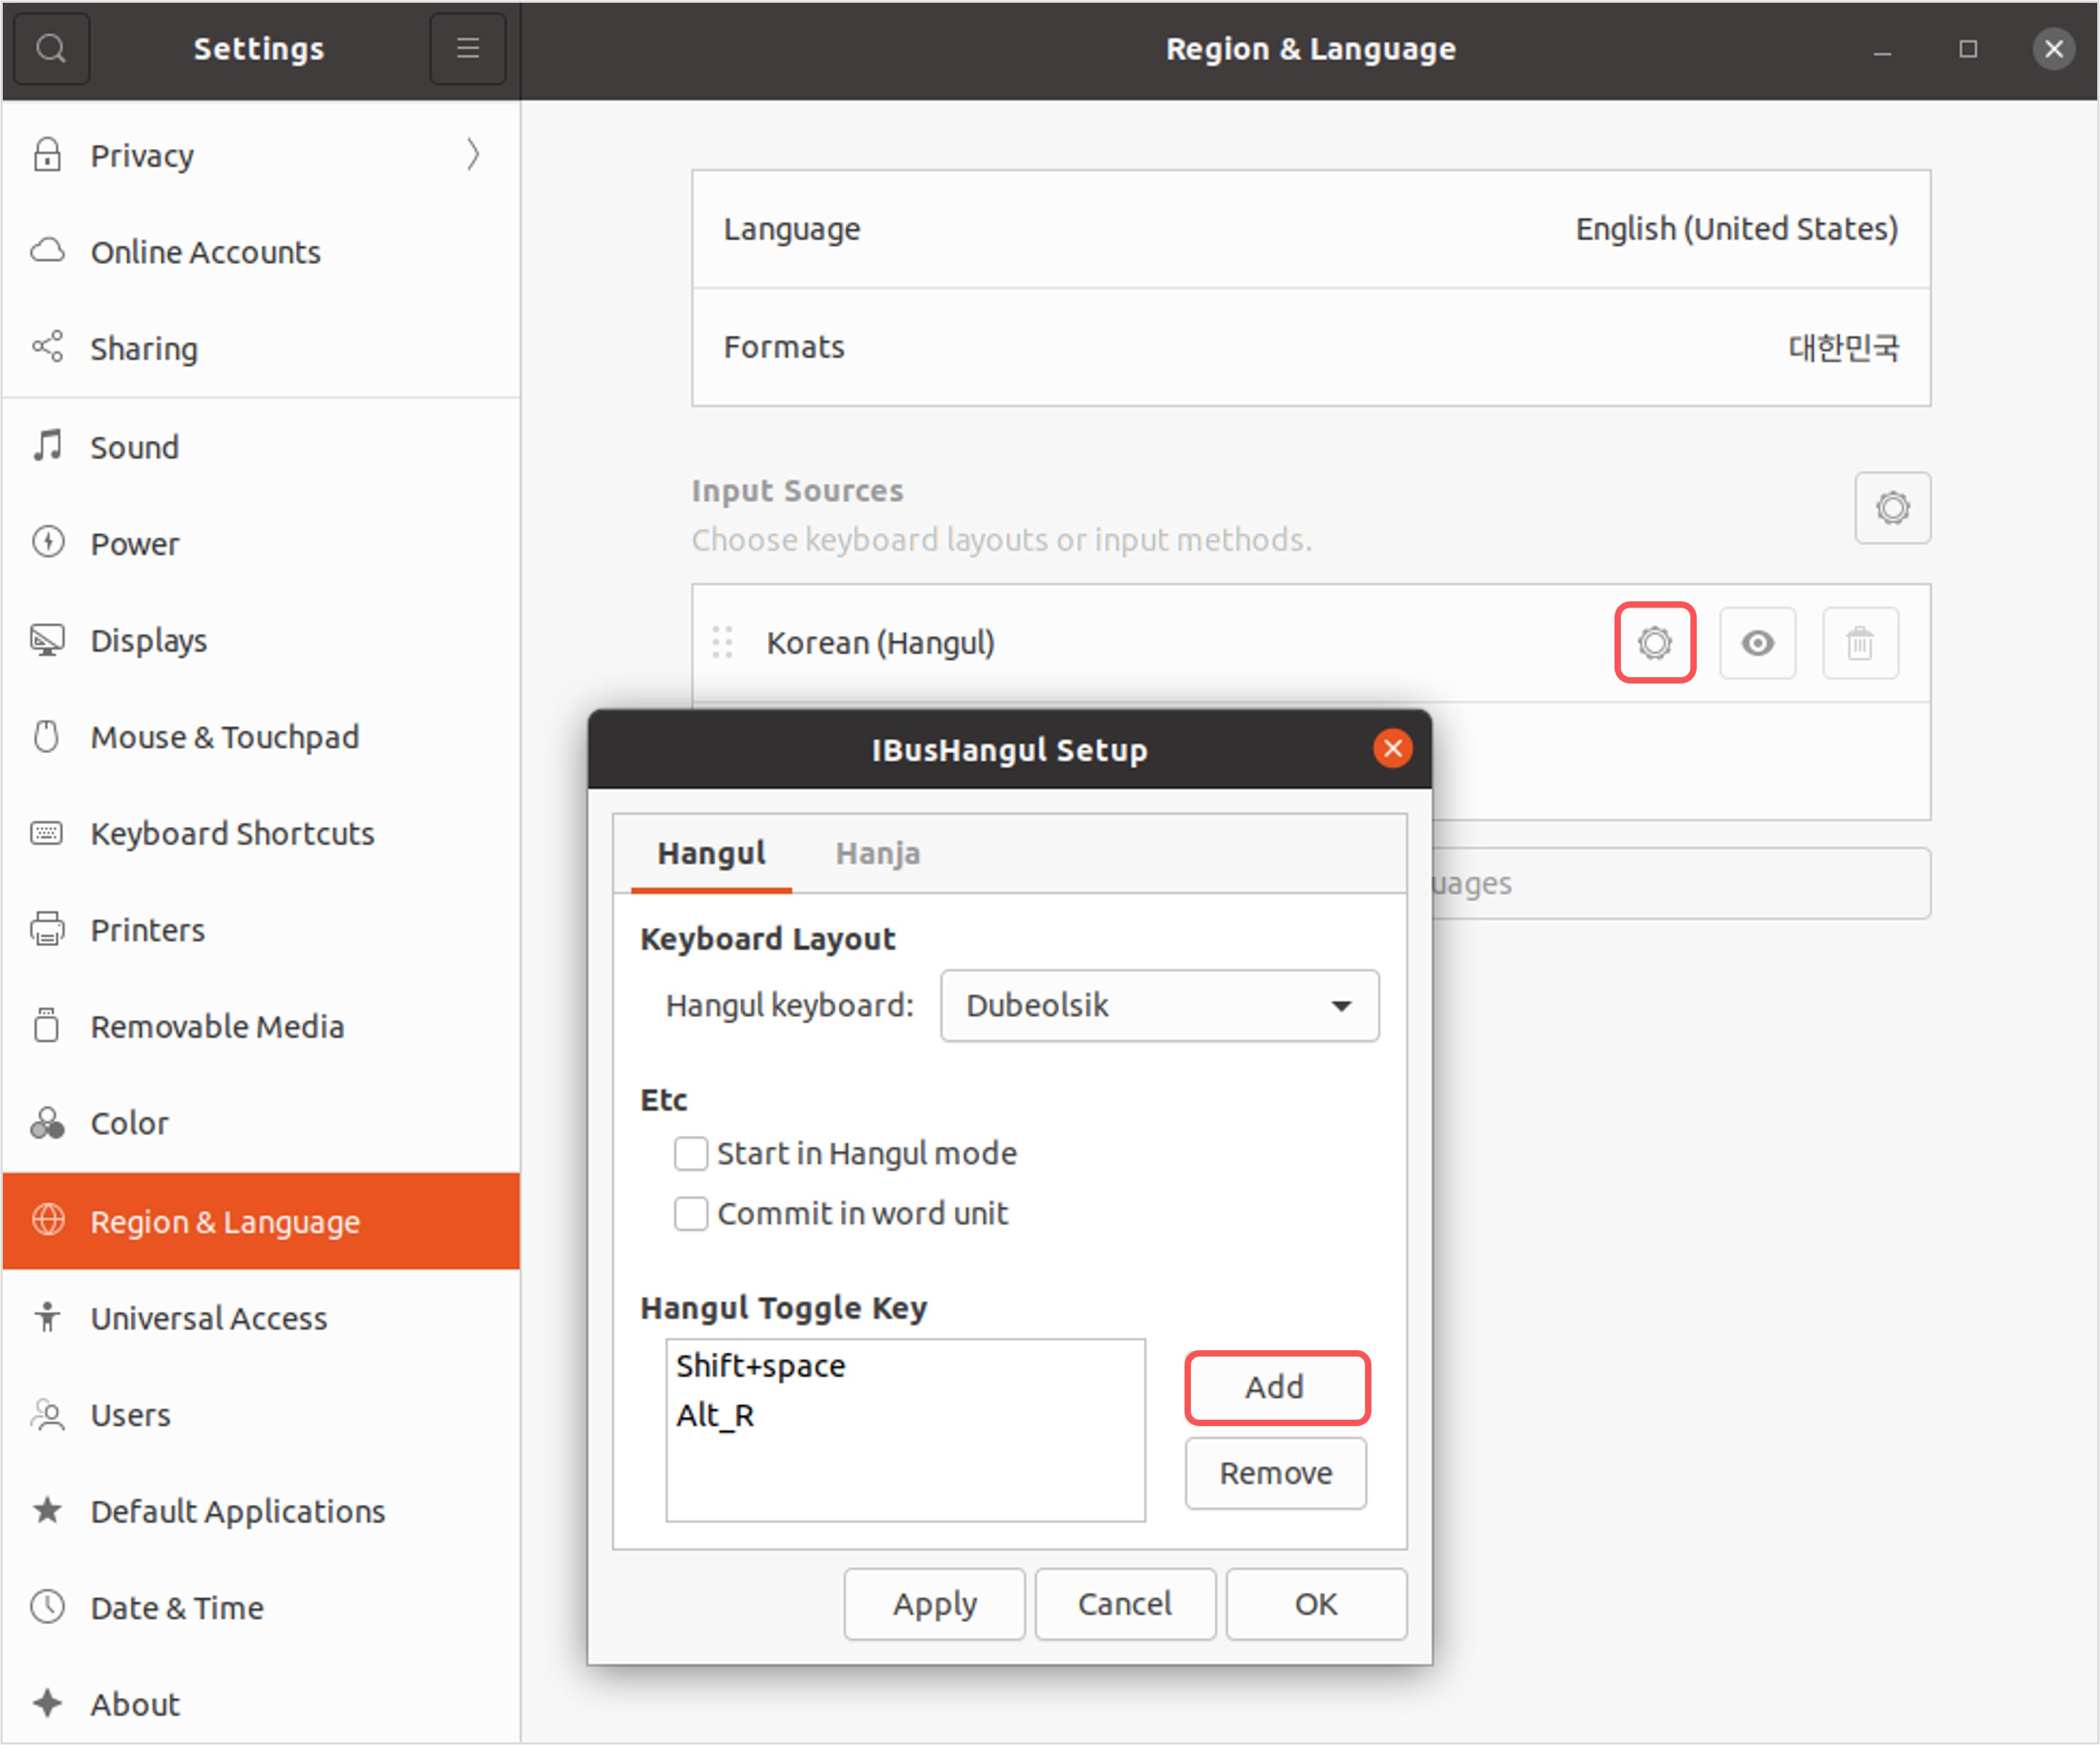 Settings
Region & Language
Privacy
Online Accounts
Sharing
Sound
Power
Displays
Mouse & Touchpad
Keyboard Shortcuts
Printers
Removable Media
Color
Region & Language
Universal Access
Users
Default Applications
Date & Time
About
Language English (United States)
Formats 대한민국
Input Sources
Choose keyboard layouts or input methods.
Korean (Hangul)
uages
IBusHangul Setup
Hangul Hanja
Keyboard Layout
Hangul keyboard: Dubeolsik
Etc
Start in Hangul mode
Commit in word unit
Hangul Toggle Key
Shift+space
Alt_R
Add
Remove
Apply Cancel OK